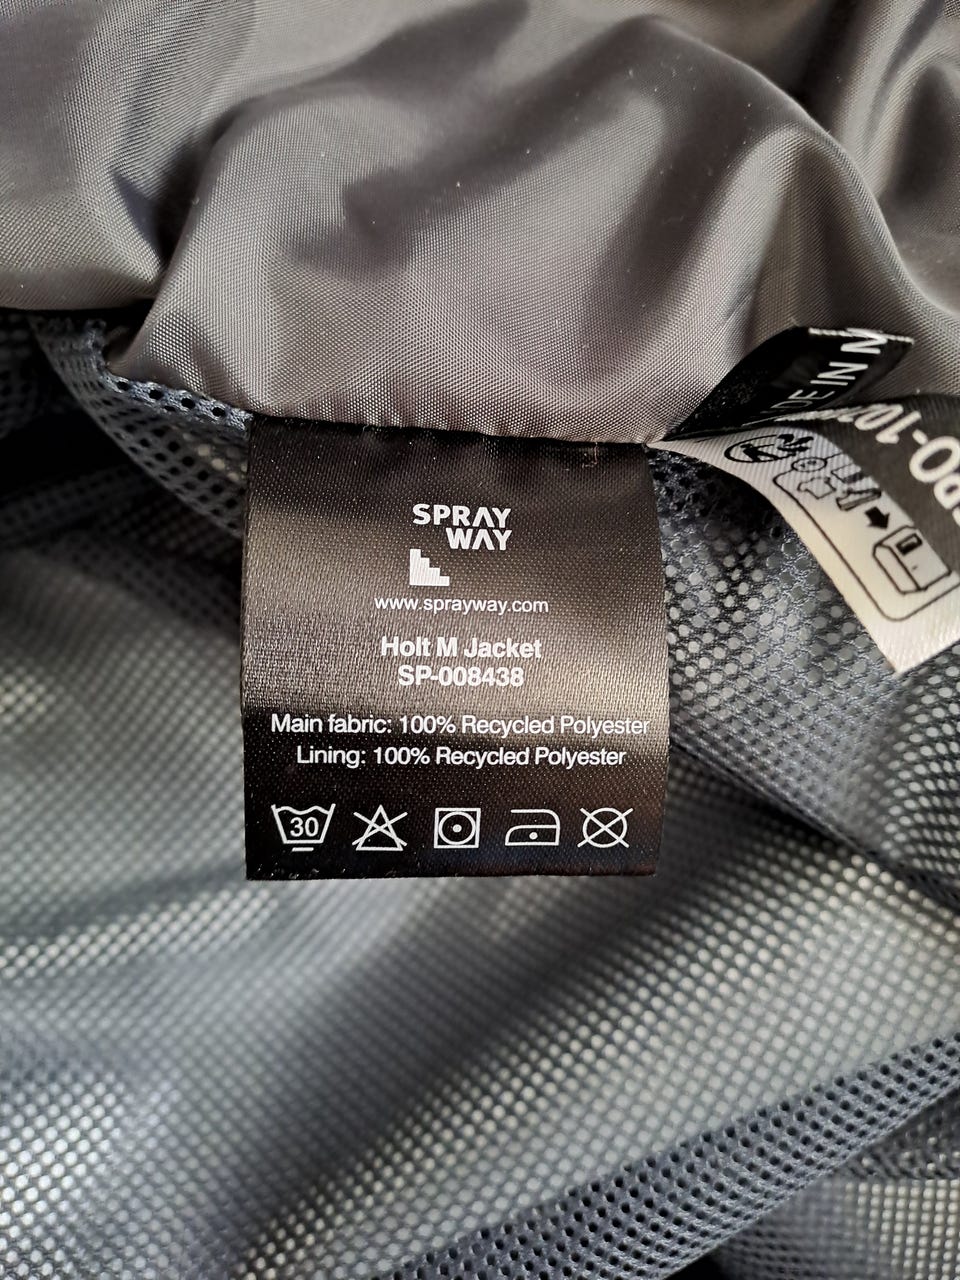 SPRAY
WAY
www.sprayway.com
Holt M Jacket
SP-008438
Main fabric: 100% Recycled Polyester
Lining: 100% Recycled Polyester
30
IN M